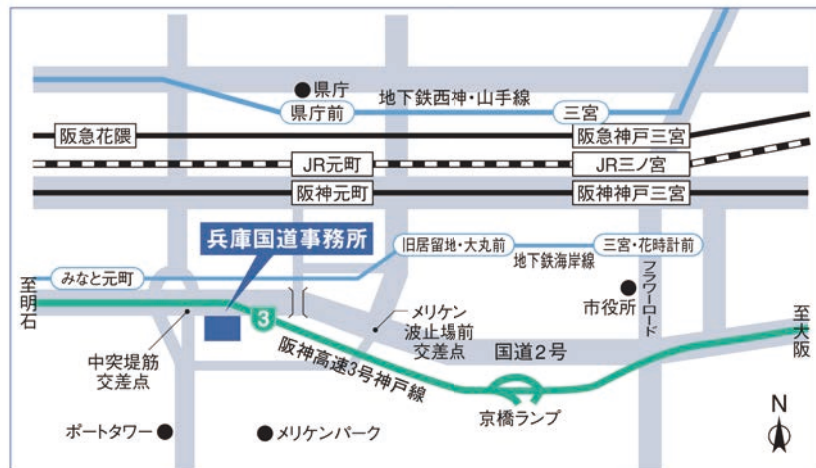 県庁
地下鉄西神・山手線
県庁前
三宮
阪急花隈
阪急神戸三宮
JR元町
JR三ノ宮
阪神元町
阪神神戸三宮
兵庫国道事務所
旧居留地・大丸前
三宮・花時計前
地下鉄海岸線
みなと元町
フラワーロード
市役所
至明石
至大阪
3
メリケン
波止場前
交差点
国道2号
中突堤筋
交差点
阪神高速3号神戸線
京橋ランプ
ポートタワー
メリケンパーク
N